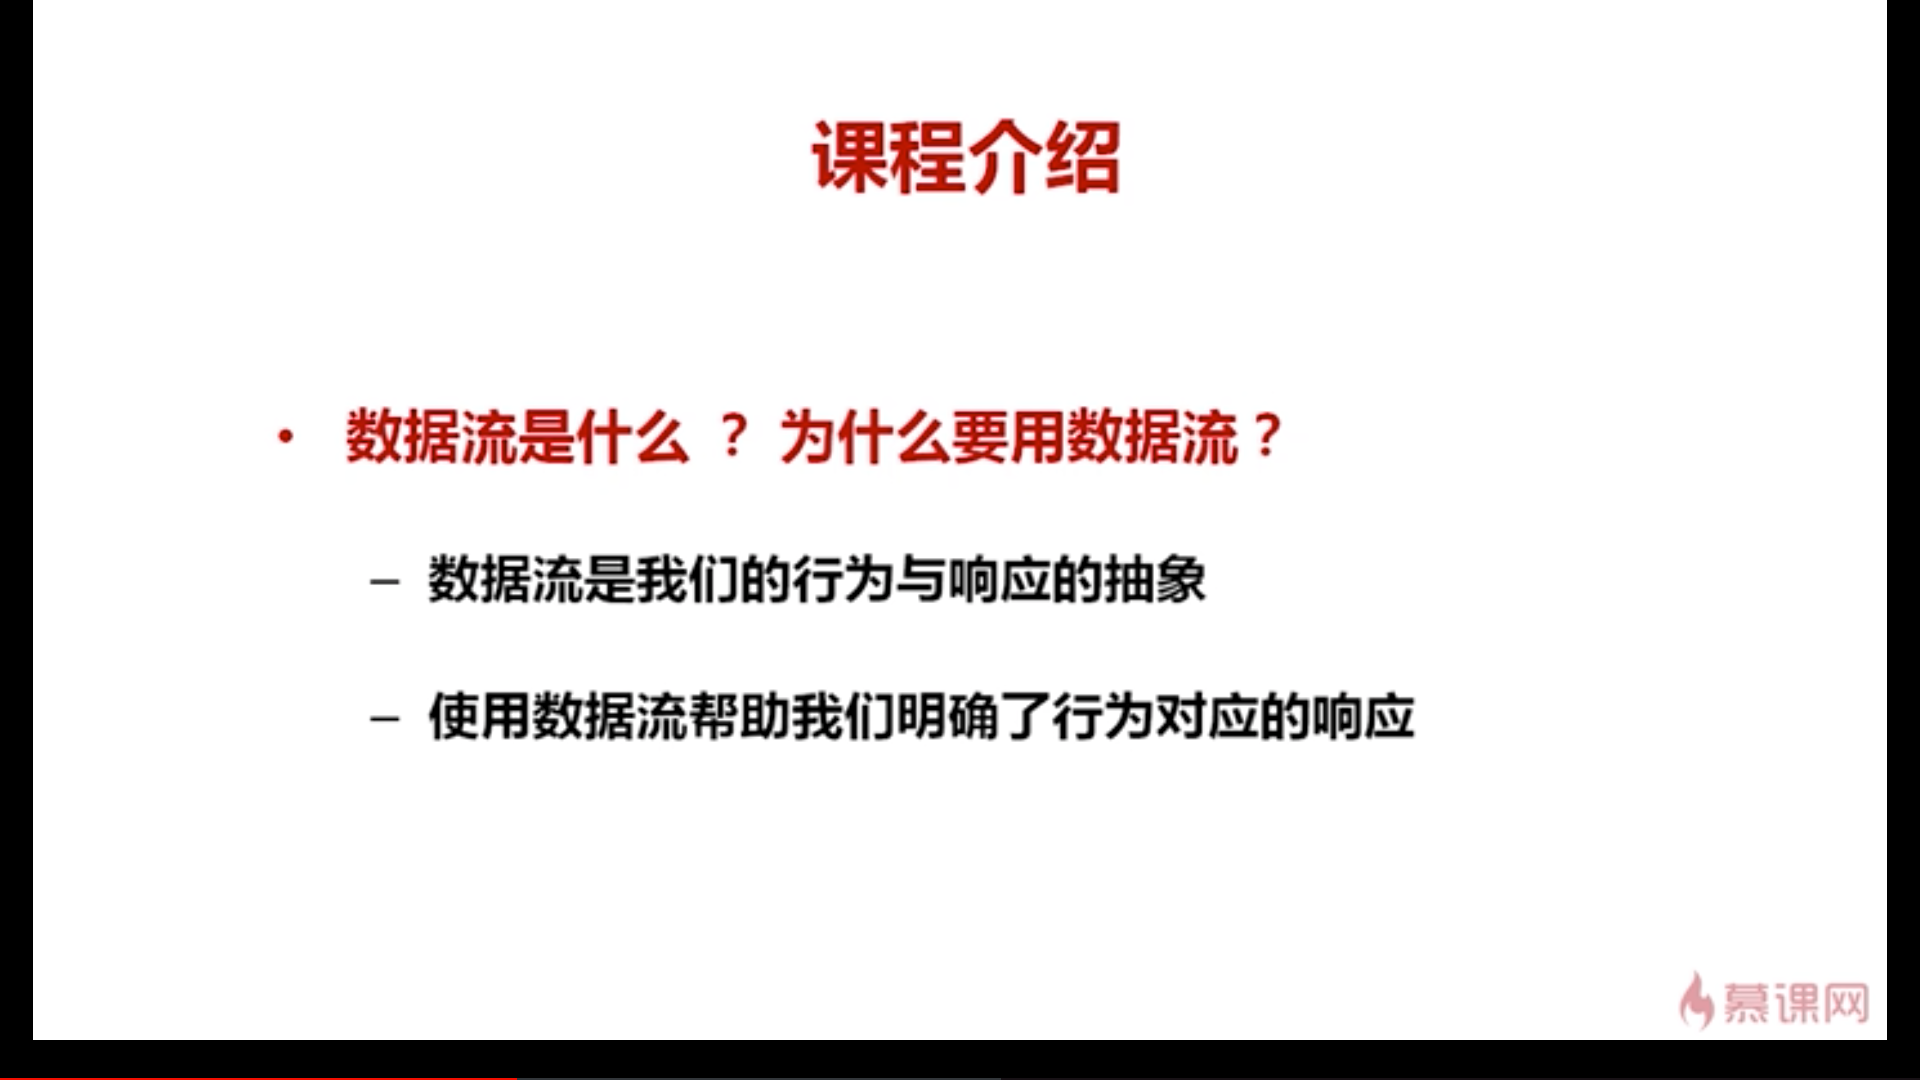 课程介绍
• 数据流是什么 ? 为什么要用数据流?
– 数据流是我们的行为与响应的抽象
– 使用数据流帮助我们明确了行为对应的响应
慕课网